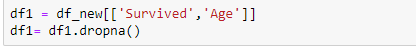 df1 = df_new[['Survived','Age']]
df1= df1.dropna()